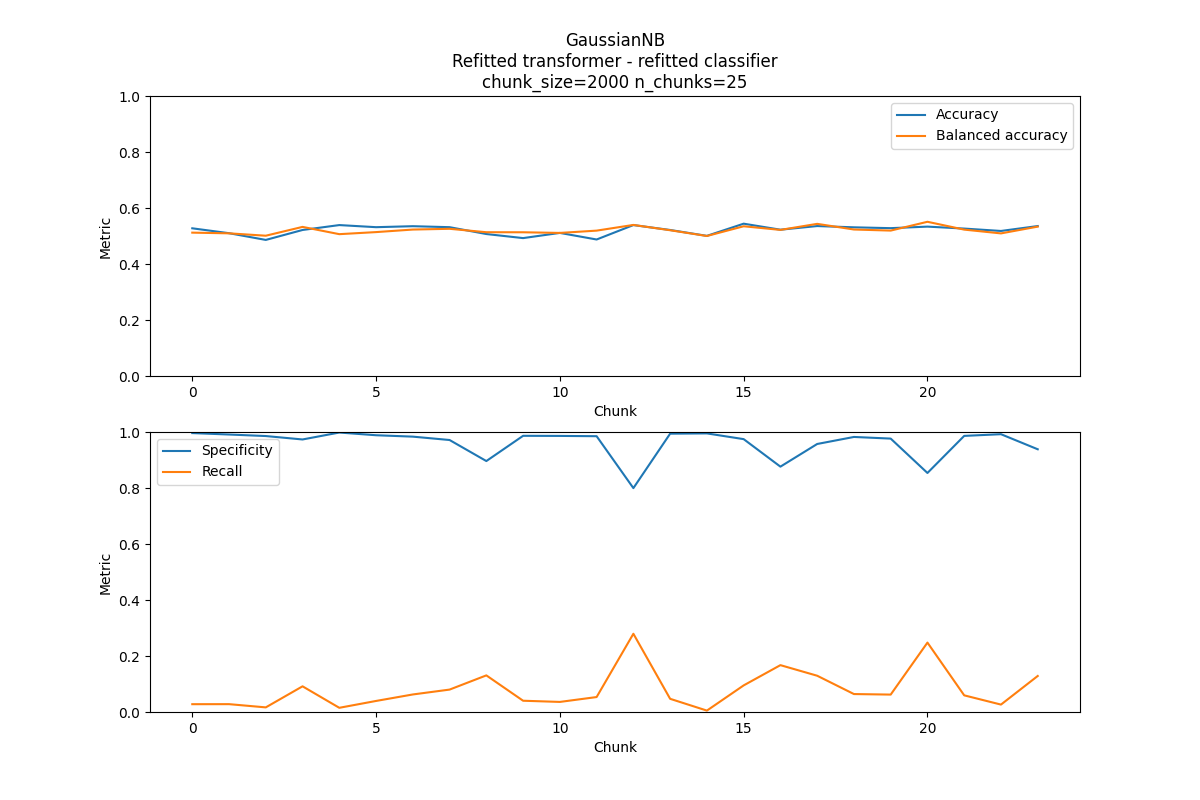 GaussianNB
Refitted transformer - refitted classifier
chunk_size=2000 n_chunks=25
1.0
0.8
0.6
0.4
0.2
0.0
Metric
Accuracy
Balanced accuracy
0 5 10 15 20
Chunk
1.0
0.8
0.6
0.4
0.2
0.0
Metric
Specificity
Recall
0 5 10 15 20
Chunk